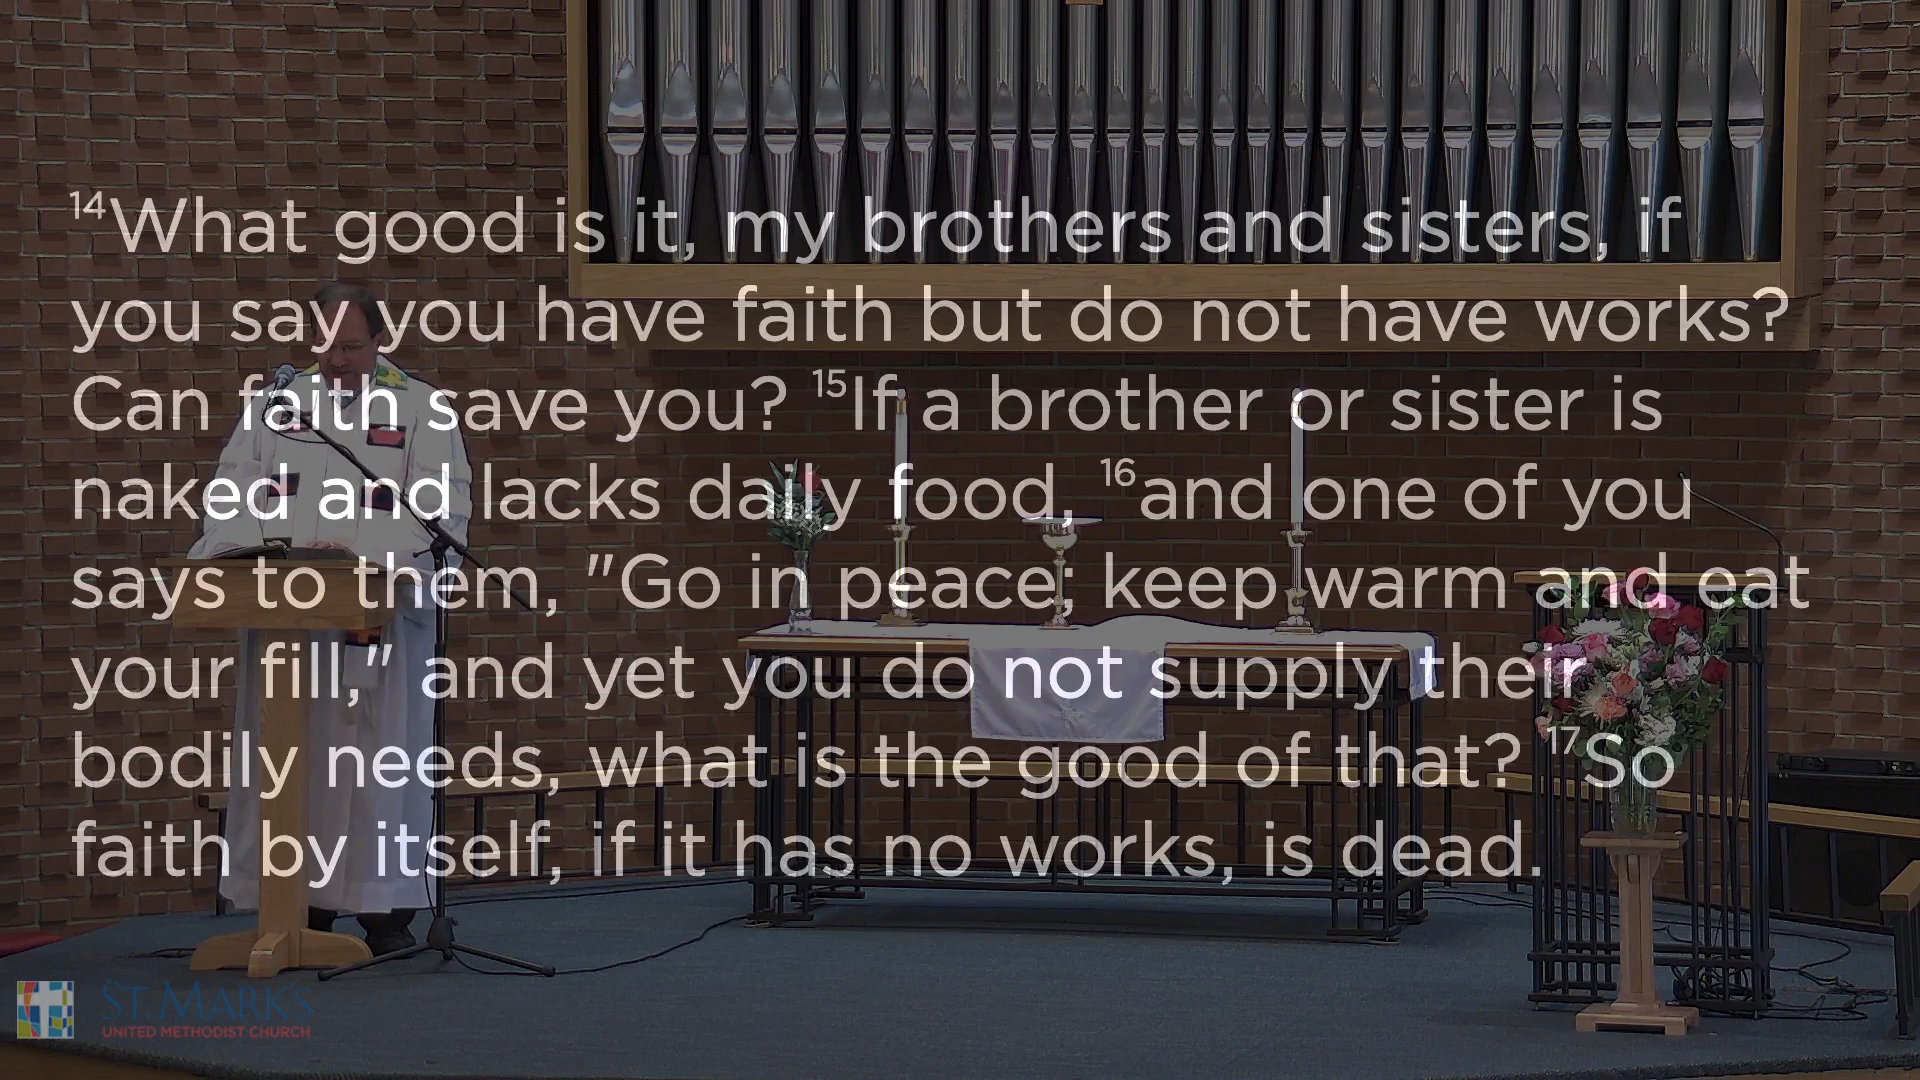 14What good is it, my brothers and sisters, if
you say you have faith but do not have works?
Can faith save you? 15If a brother or sister is
naked and lacks daily food, 16and one of you
says to them, "Go in peace; keep warm and eat
your fill," and yet you do not supply their
bodily needs, what is the good of that? 17So
faith by itself, if it has no works, is dead.
ST. MARK'S
UNITED METHODIST CHURCH